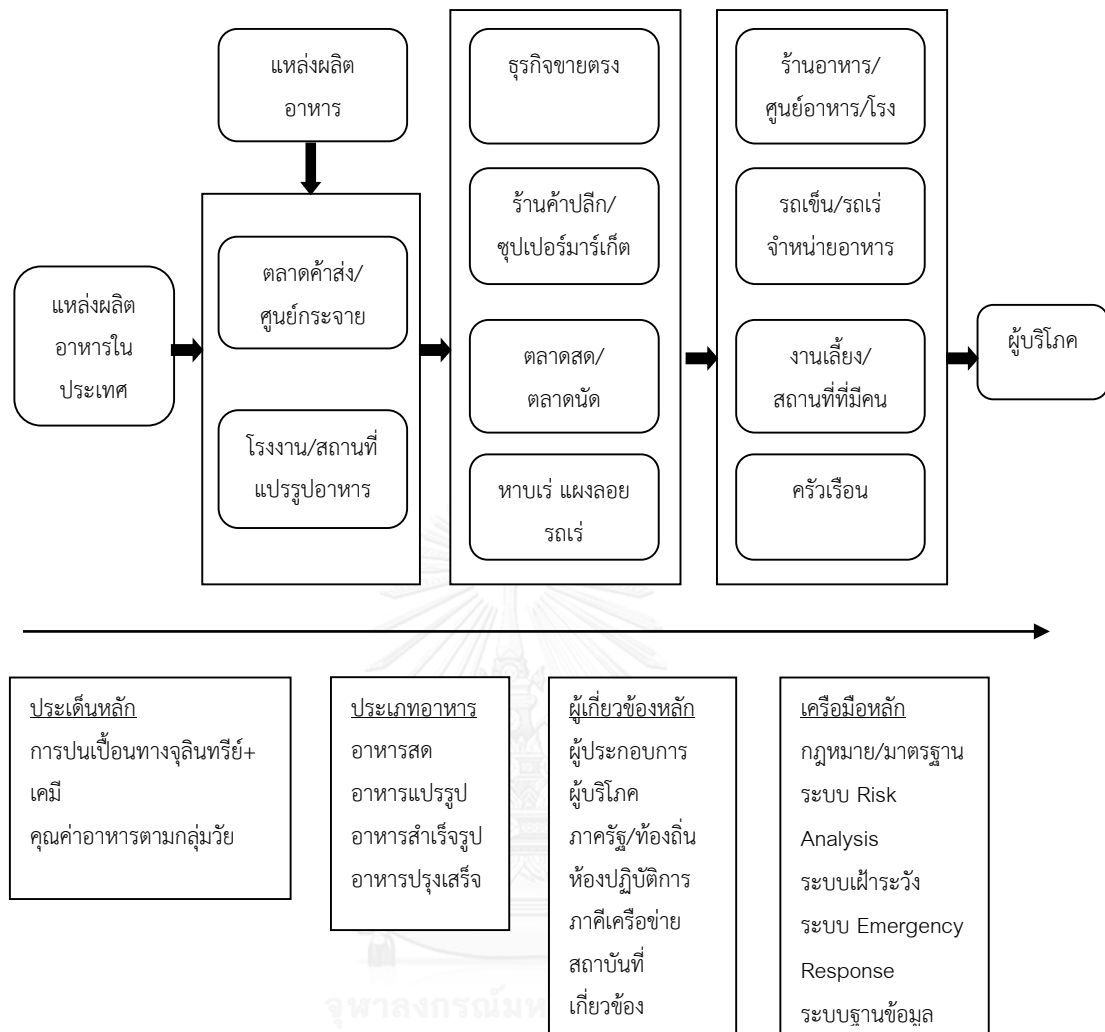 แหล่งผลิต
อาหาร
แหล่งผลิต
อาหารใน
ประเทศ
ตลาดค้าส่ง/
ศูนย์กระจาย
โรงงาน/สถานที่
แปรรูปอาหาร
ธุรกิจขายตรง
ร้านค้าปลีก/
ซุปเปอร์มาร์เก็ต
ตลาดสด/
ตลาดนัด
หาบเร่ แผงลอย
รถเร่
ร้านอาหาร/
ศูนย์อาหาร/โรง
รถเข็น/รถเร่
จำหน่ายอาหาร
งานเลี้ยง/
สถานที่ที่มีคน
ครัวเรือน
ผู้บริโภค
ประเด็นหลัก
การปนเปื้อนทางจุลินทรีย์+
เคมี
คุณค่าอาหารตามกลุ่มวัย
ประเภทอาหาร
อาหารสด
อาหารแปรรูป
อาหารสำเร็จรูป
อาหารปรุงเสร็จ
ผู้เกี่ยวข้องหลัก
ผู้ประกอบการ
ผู้บริโภค
ภาครัฐ/ท้องถิ่น
ห้องปฏิบัติการ
ภาคีเครือข่าย
สถาบันที่
เกี่ยวข้อง
เครือมือหลัก
กฎหมาย/มาตรฐาน
ระบบ Risk
Analysis
ระบบเฝ้าระวัง
ระบบ Emergency
Response
ระบบฐานข้อมูล